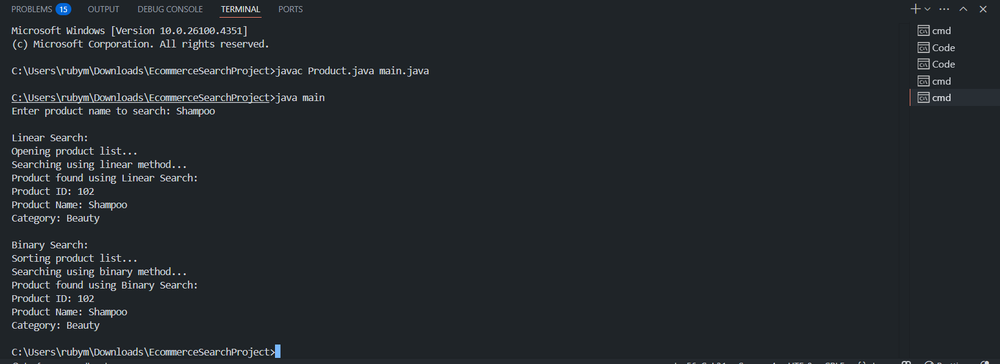 PROBLEMS 15 OUTPUT DEBUG CONSOLE TERMINAL PORTS
Microsoft Windows [Version 10.0.26100.4351]
(c) Microsoft Corporation. All rights reserved.
C:\Users\rubym\Downloads\EcommerceSearchProject>javac Product.java main.java
C:\Users\rubym\Downloads\EcommerceSearchProject>java main
Enter product name to search: Shampoo
Linear Search:
Opening product list...
Searching using linear method...
Product found using Linear Search:
Product ID: 102
Product Name: Shampoo
Category: Beauty
Binary Search:
Sorting product list...
Searching using binary method...
Product found using Binary Search:
Product ID: 102
Product Name: Shampoo
Category: Beauty
C:\Users\rubym\Downloads\EcommerceSearchProject>
cmd
Code
Code
cmd
cmd